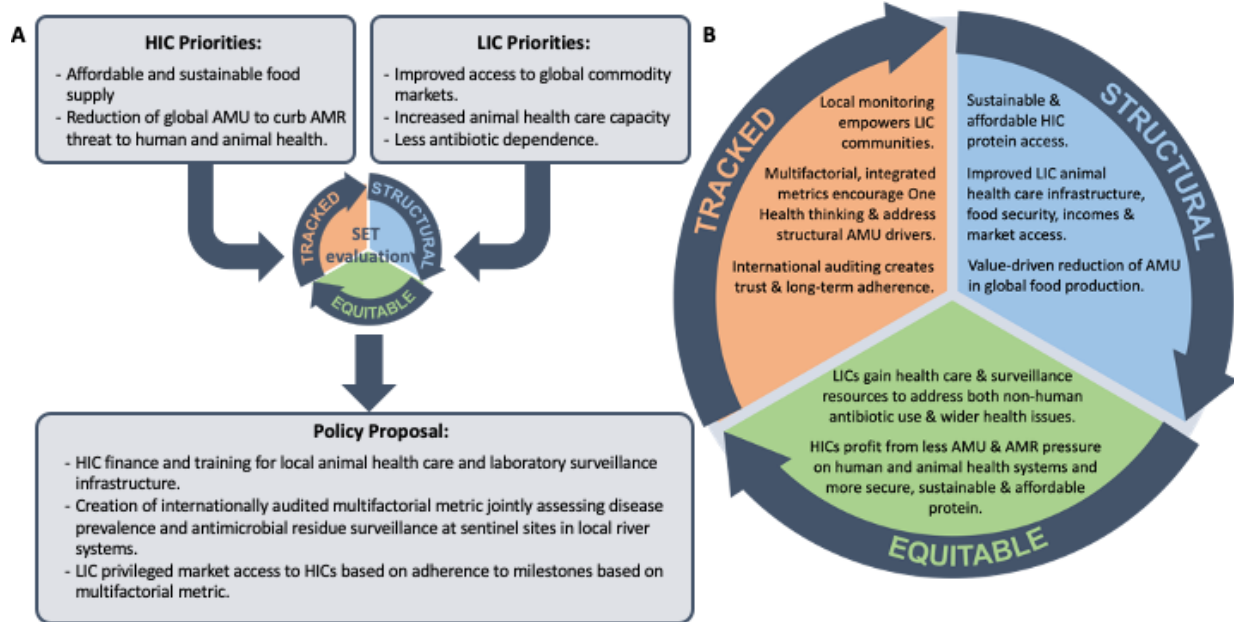 A
HIC Priorities:
- Affordable and sustainable food
supply
- Reduction of global AMU to curb AMR
threat to human and animal health.
LIC Priorities:
- Improved access to global commodity
markets.
- Increased animal health care capacity
- Less antibiotic dependence.
TRACKED
STRUCTURAL
SET
evaluation
EQUITABLE
Policy Proposal:
- HIC finance and training for local animal health care and laboratory surveillance
infrastructure.
- Creation of internationally audited multifactorial metric jointly assessing disease
prevalence and antimicrobial residue surveillance at sentinel sites in local river
systems.
- LIC privileged market access to HICs based on adherence to milestones based on
multifactorial metric.
B
TRACKED
Local monitoring
empowers LIC
communities.
Multifactorial, integrated
metrics encourage One
Health thinking & address
structural AMU drivers.
International auditing creates
trust & long-term adherence.
STRUCTURAL
Sustainable &
affordable HIC
protein access.
Improved LIC animal
health care infrastructure,
food security, incomes &
market access.
Value-driven reduction of AMU
in global food production.
LICs gain health care & surveillance
resources to address both non-human
antibiotic use & wider health issues.
HICs profit from less AMU & AMR pressure
on human and animal health systems and
more secure, sustainable & affordable
protein.
EQUITABLE